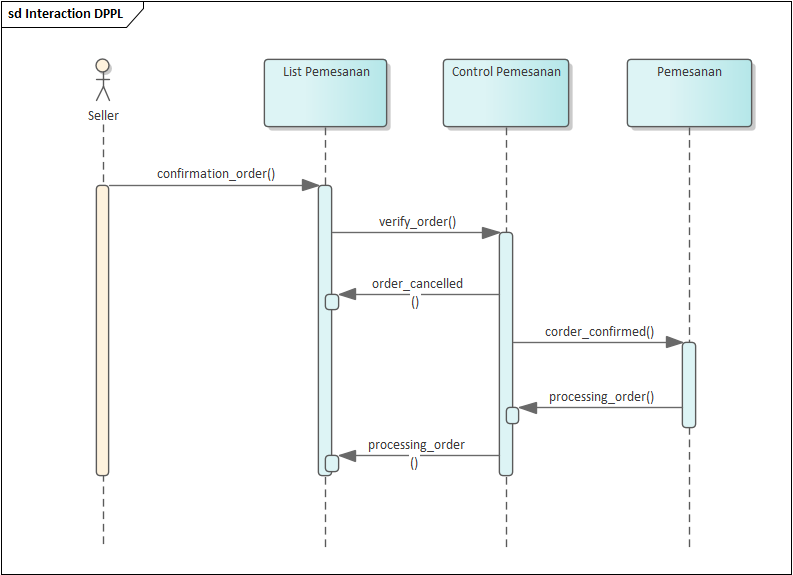 sd Interaction DPPL
Seller
List Pemesanan
Control Pemesanan
Pemesanan
confirmation_order()
verify_order()
order_cancelled
()
corder_confirmed()
processing_order()
processing_order
()